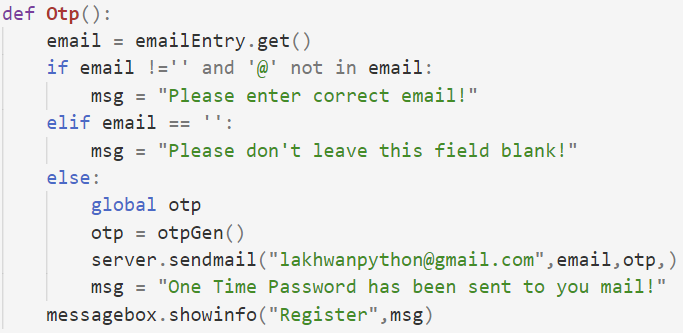 def Otp():
    email = emailEntry.get()
    if email !='' and '@' not in email:
        msg = "Please enter correct email!"
    elif email == '':
        msg = "Please don't leave this field blank!"
    else:
        global otp
        otp = otpGen()
        server.sendmail("lakhwanpython@gmail.com",email,otp,)
        msg = "One Time Password has been sent to you mail!"
    messagebox.showinfo("Register",msg)